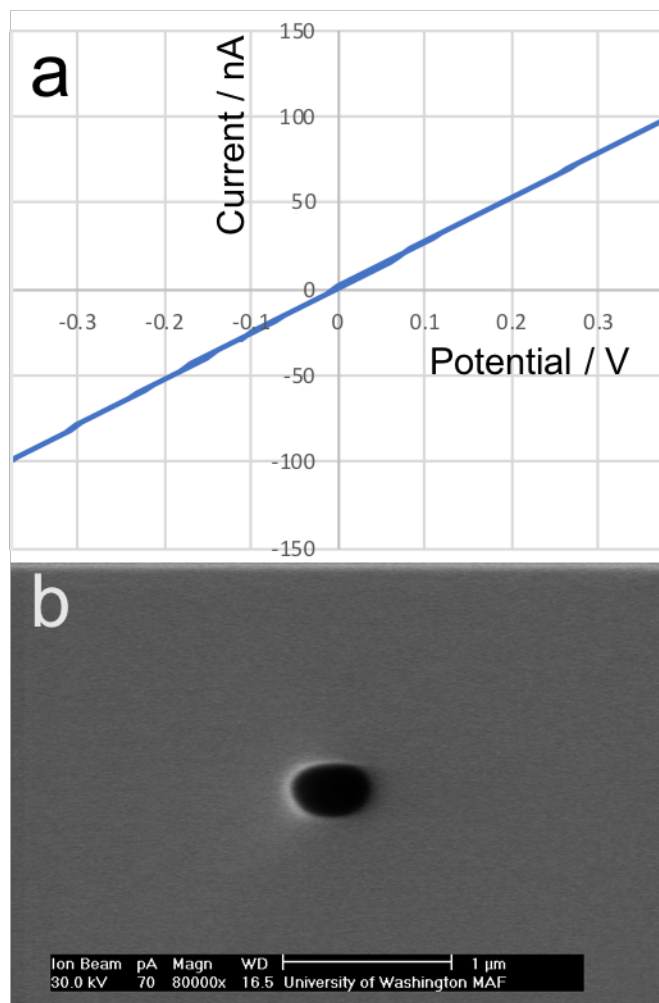 a
Current / nA
150
100
50
0
-50
-100
-150
-0.3 -0.2 -0.1 0 0.1 0.2 0.3
Potential / V
b
Ion Beam pA Magn WD 1 µm
30.0 kV 70 80000x 16.5 University of Washington MAF